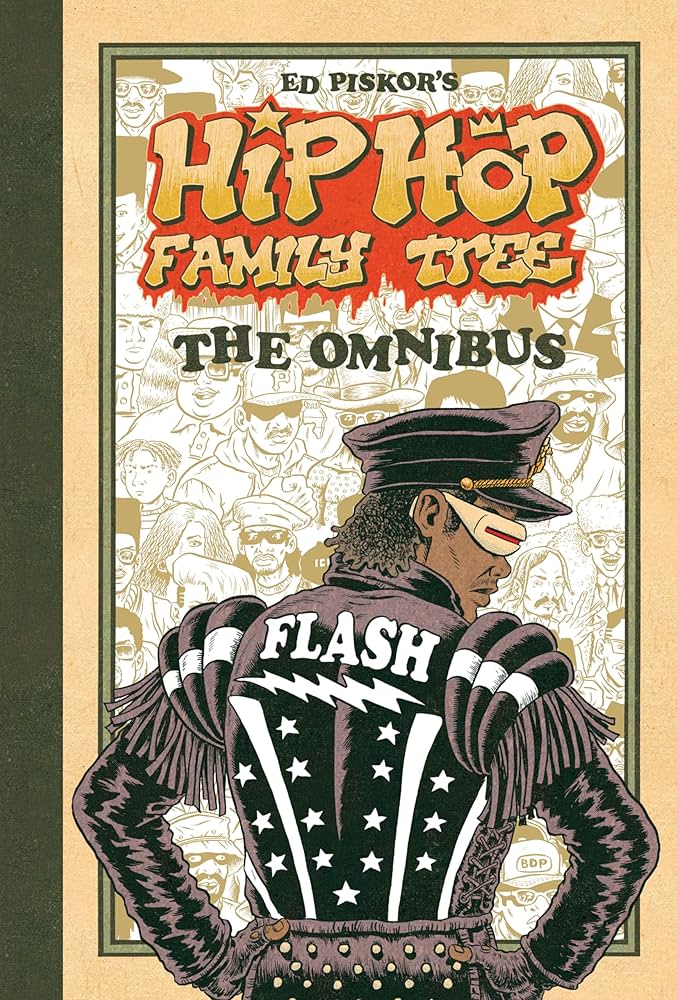 ED PISKOR'S
HIP HOP
FAMILY TREE
THE OMNIBUS
FLASH
BDP